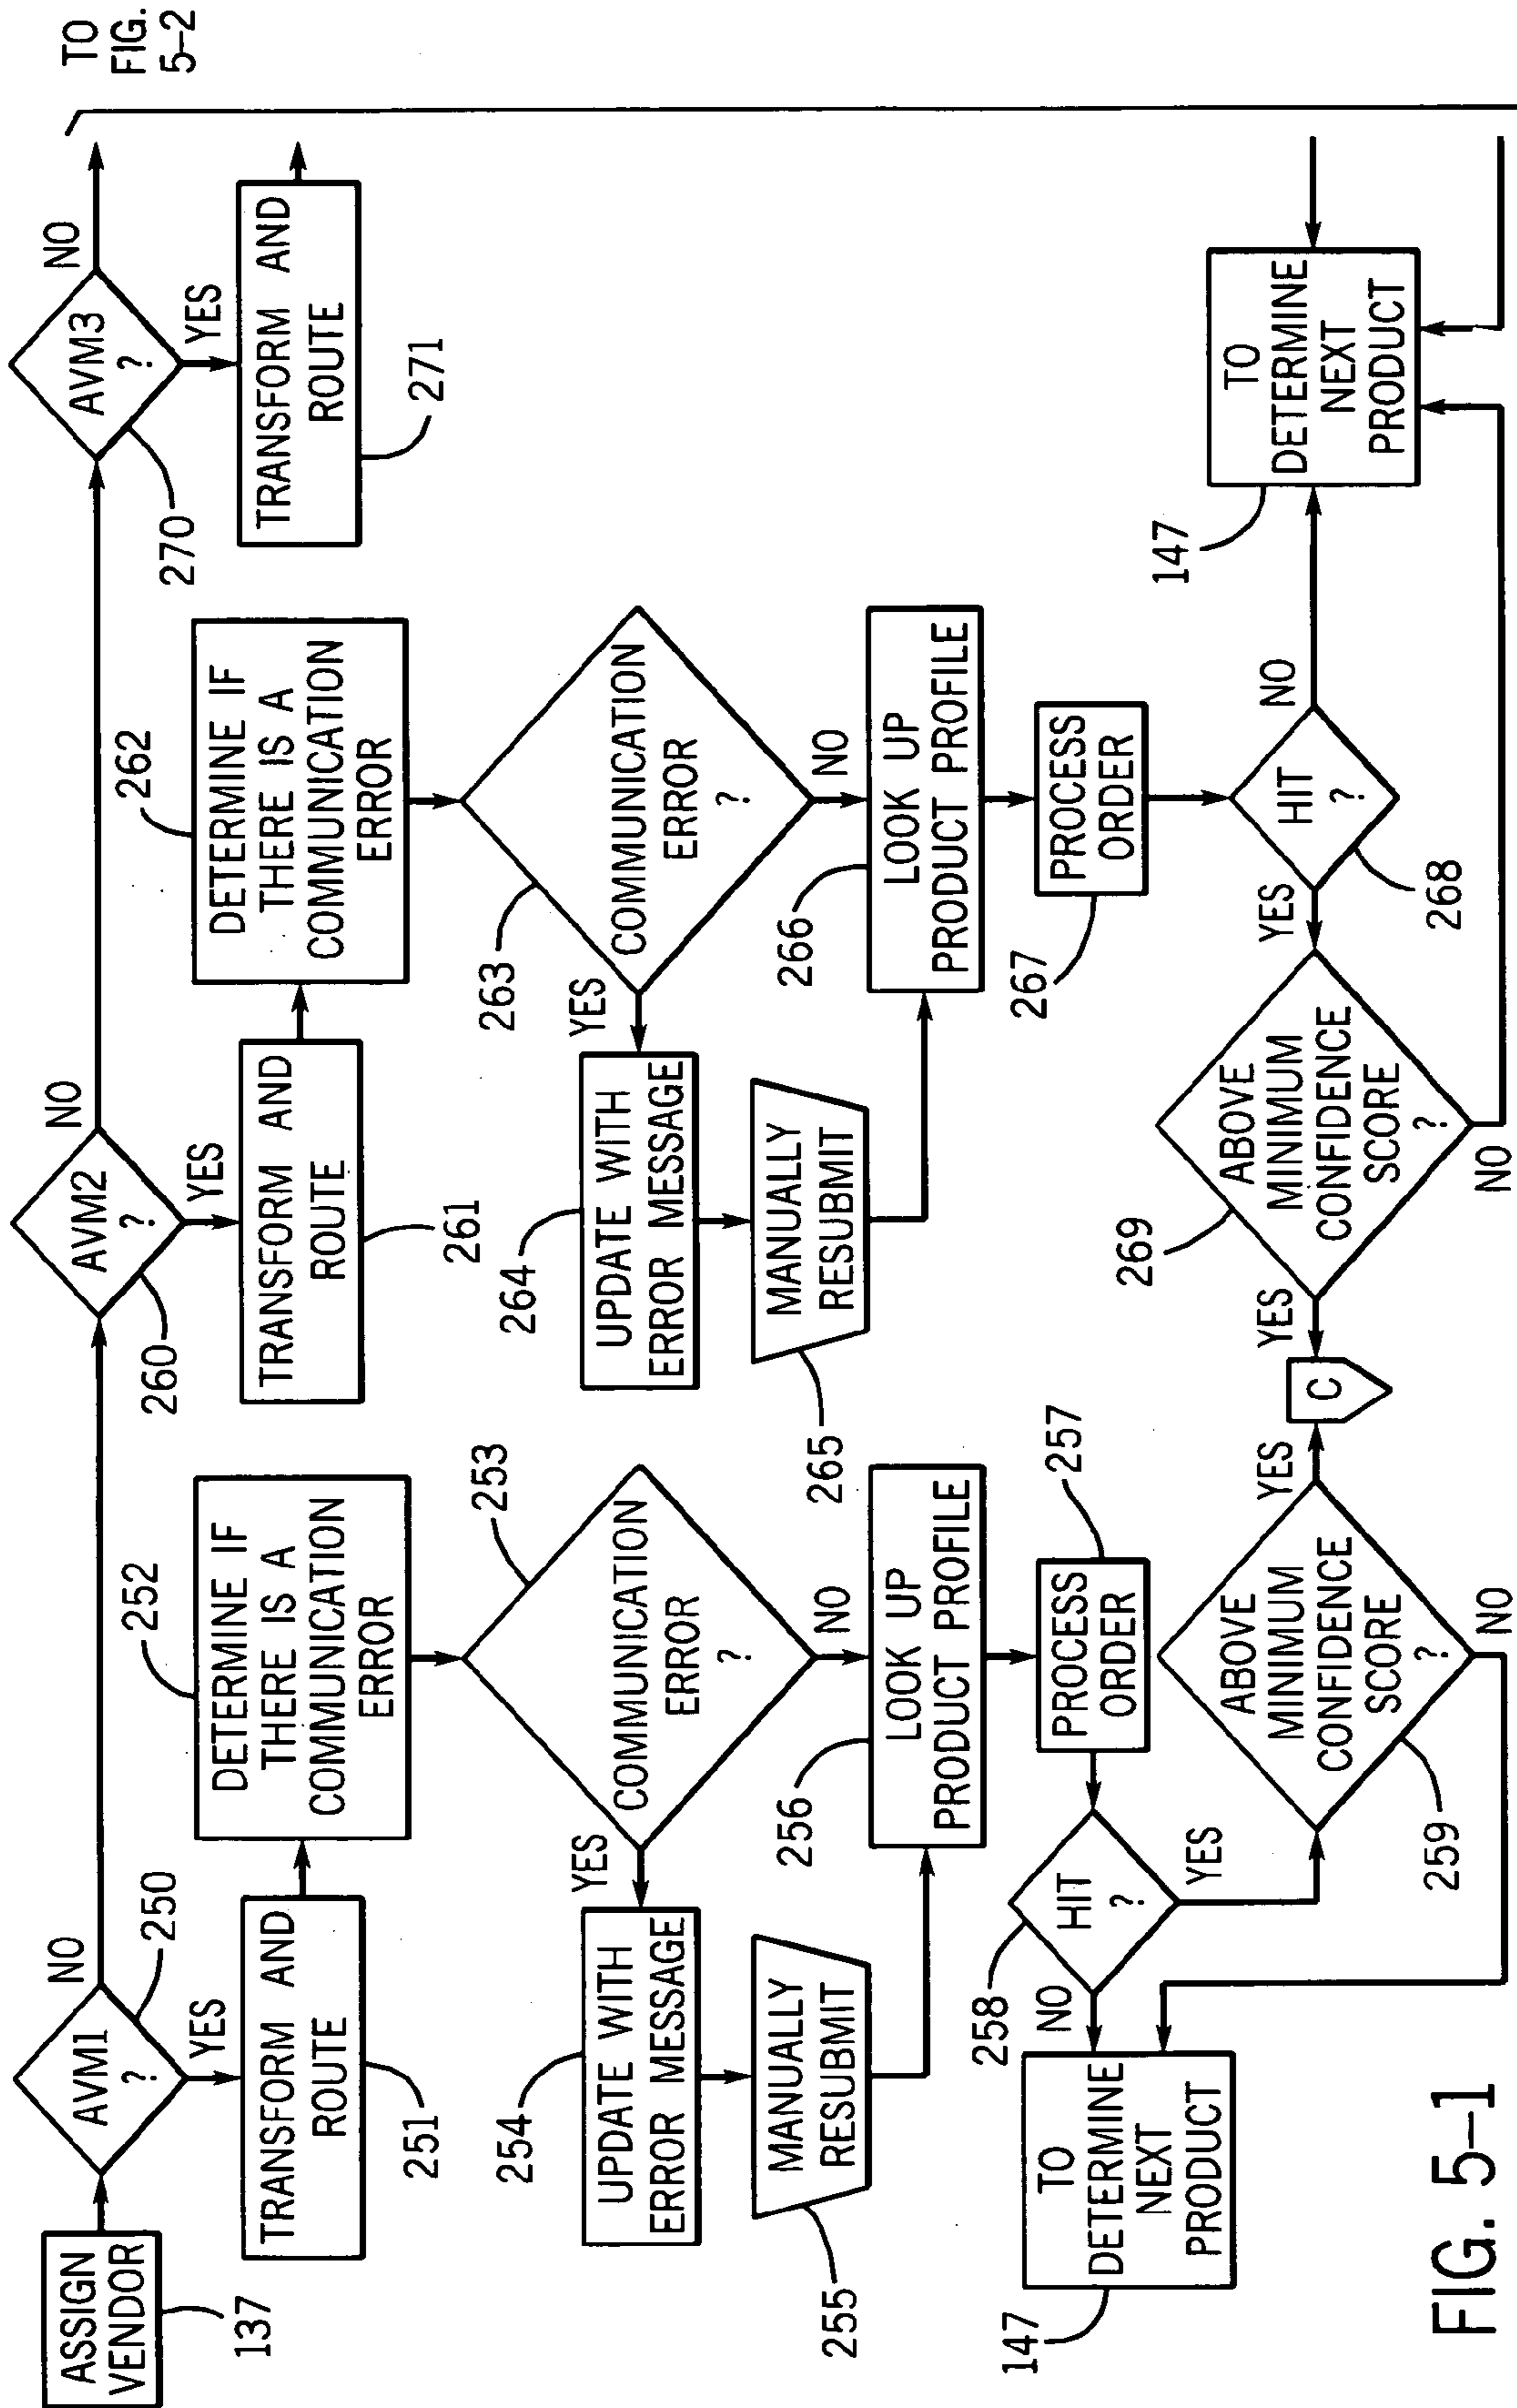 ASSIGN
VENDOR
137
AVM1
?
250
NO
YES
TRANSFORM AND
ROUTE
251
252
DETERMINE IF
THERE IS A
COMMUNICATION
ERROR
253
COMMUNICATION
ERROR
?
YES
NO
254
UPDATE WITH
ERROR MESSAGE
255
MANUALLY
RESUBMIT
256
LOOK UP
PRODUCT PROFILE
257
PROCESS
ORDER
258
HIT
?
NO
YES
147
TO
DETERMINE
NEXT
PRODUCT
ABOVE
MINIMUM
CONFIDENCE
SCORE
?
259
YES
NO
C
AVM2
?
260
NO
YES
TRANSFORM AND
ROUTE
261
262
DETERMINE IF
THERE IS A
COMMUNICATION
ERROR
263
COMMUNICATION
ERROR
?
YES
NO
264
UPDATE WITH
ERROR MESSAGE
265
MANUALLY
RESUBMIT
266
LOOK UP
PRODUCT PROFILE
267
PROCESS
ORDER
HIT
?
268
YES
NO
269
ABOVE
MINIMUM
CONFIDENCE
SCORE
?
YES
NO
147
TO
DETERMINE
NEXT
PRODUCT
AVM3
?
270
NO
YES
TRANSFORM AND
ROUTE
271
TO
FIG.
5-2
FIG. 5-1